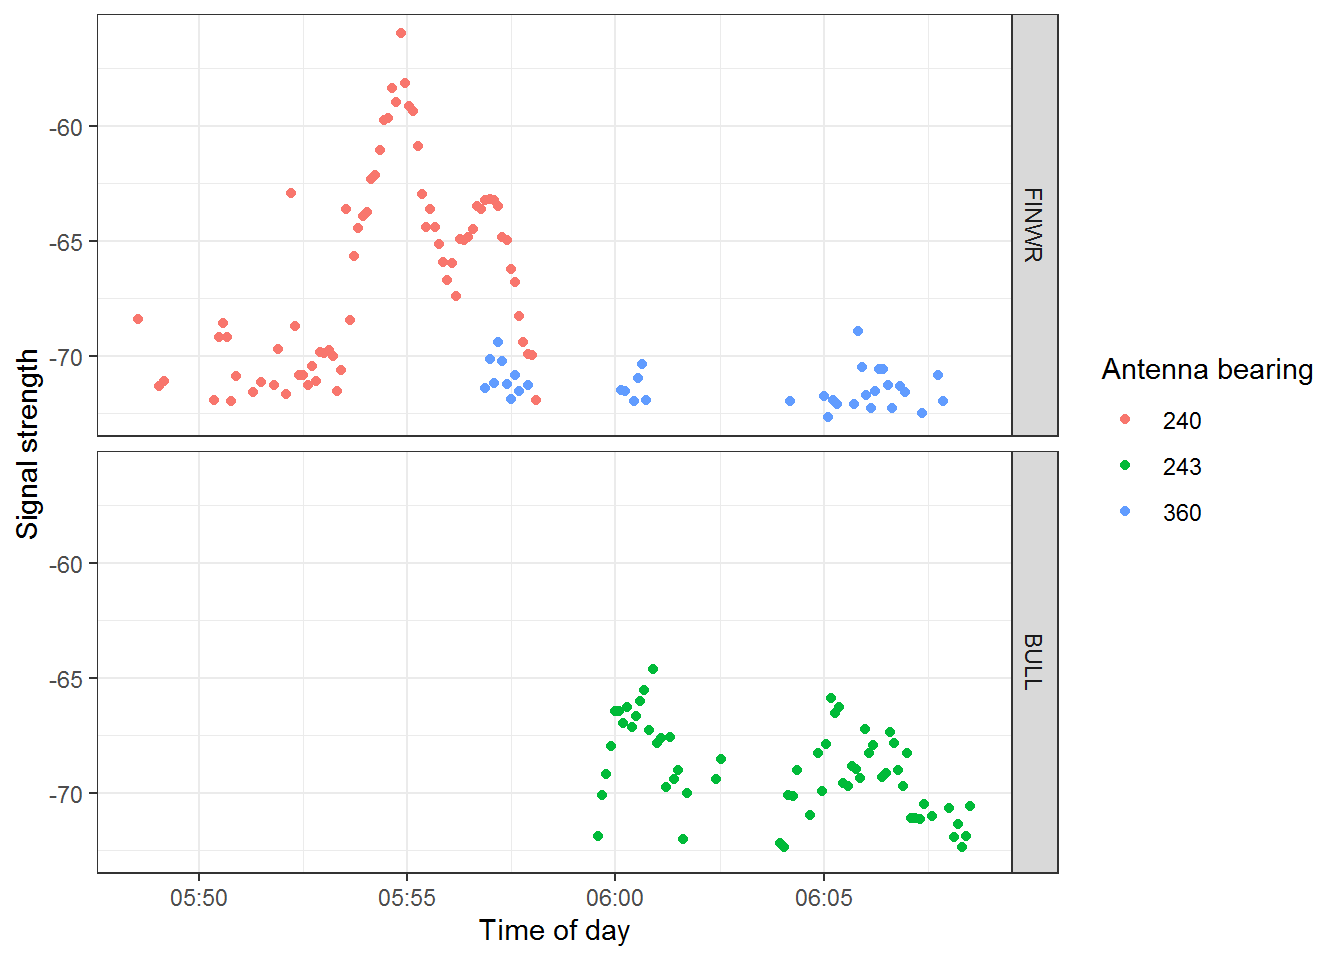 Signal strength
-60
-65
-70
FINWR
-60
-65
-70
BULL
05:50
05:55
06:00
06:05
Time of day
Antenna bearing
240
243
360